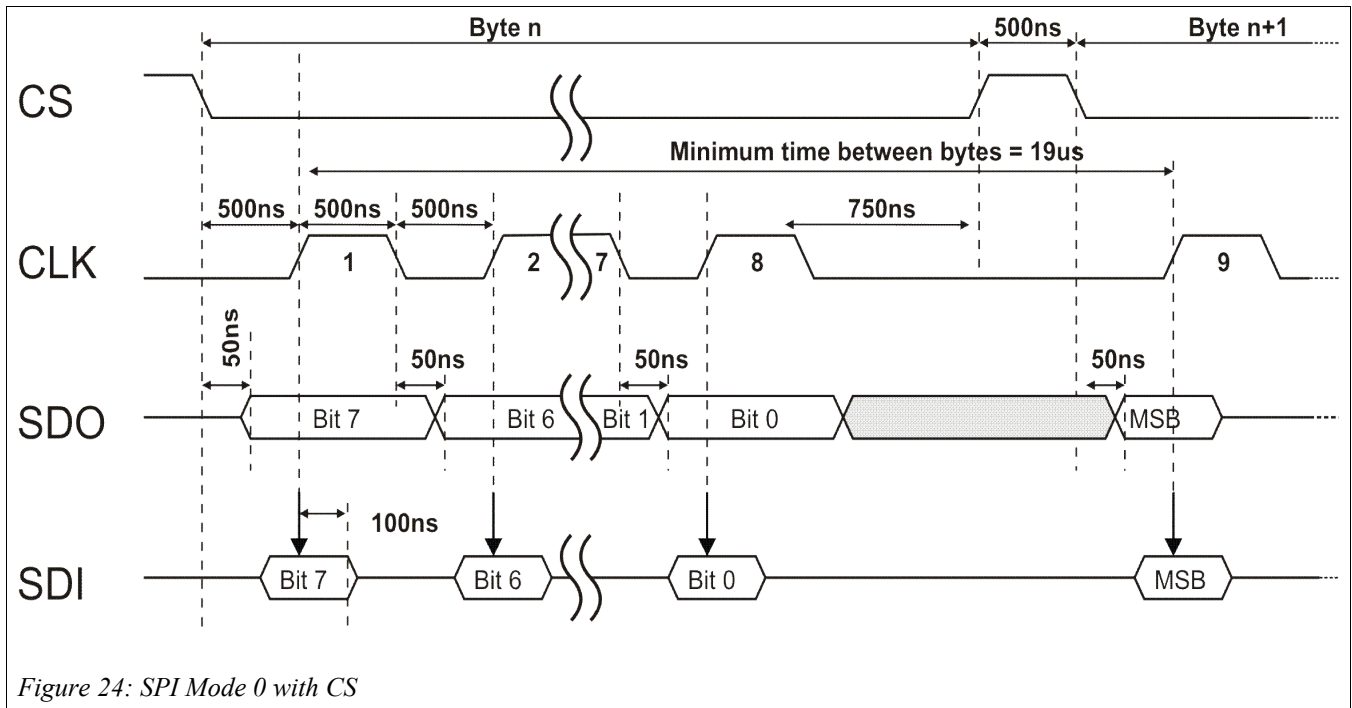 Byte n 500ns Byte n+1
CS
Minimum time between bytes = 19us
500ns 500ns 500ns 750ns
CLK 1 2 7 8 9
50ns 50ns 50ns 50ns
SDO Bit 7 Bit 6 Bit 1 Bit 0 MSB
100ns
SDI Bit 7 Bit 6 Bit 0 MSB
Figure 24: SPI Mode 0 with CS